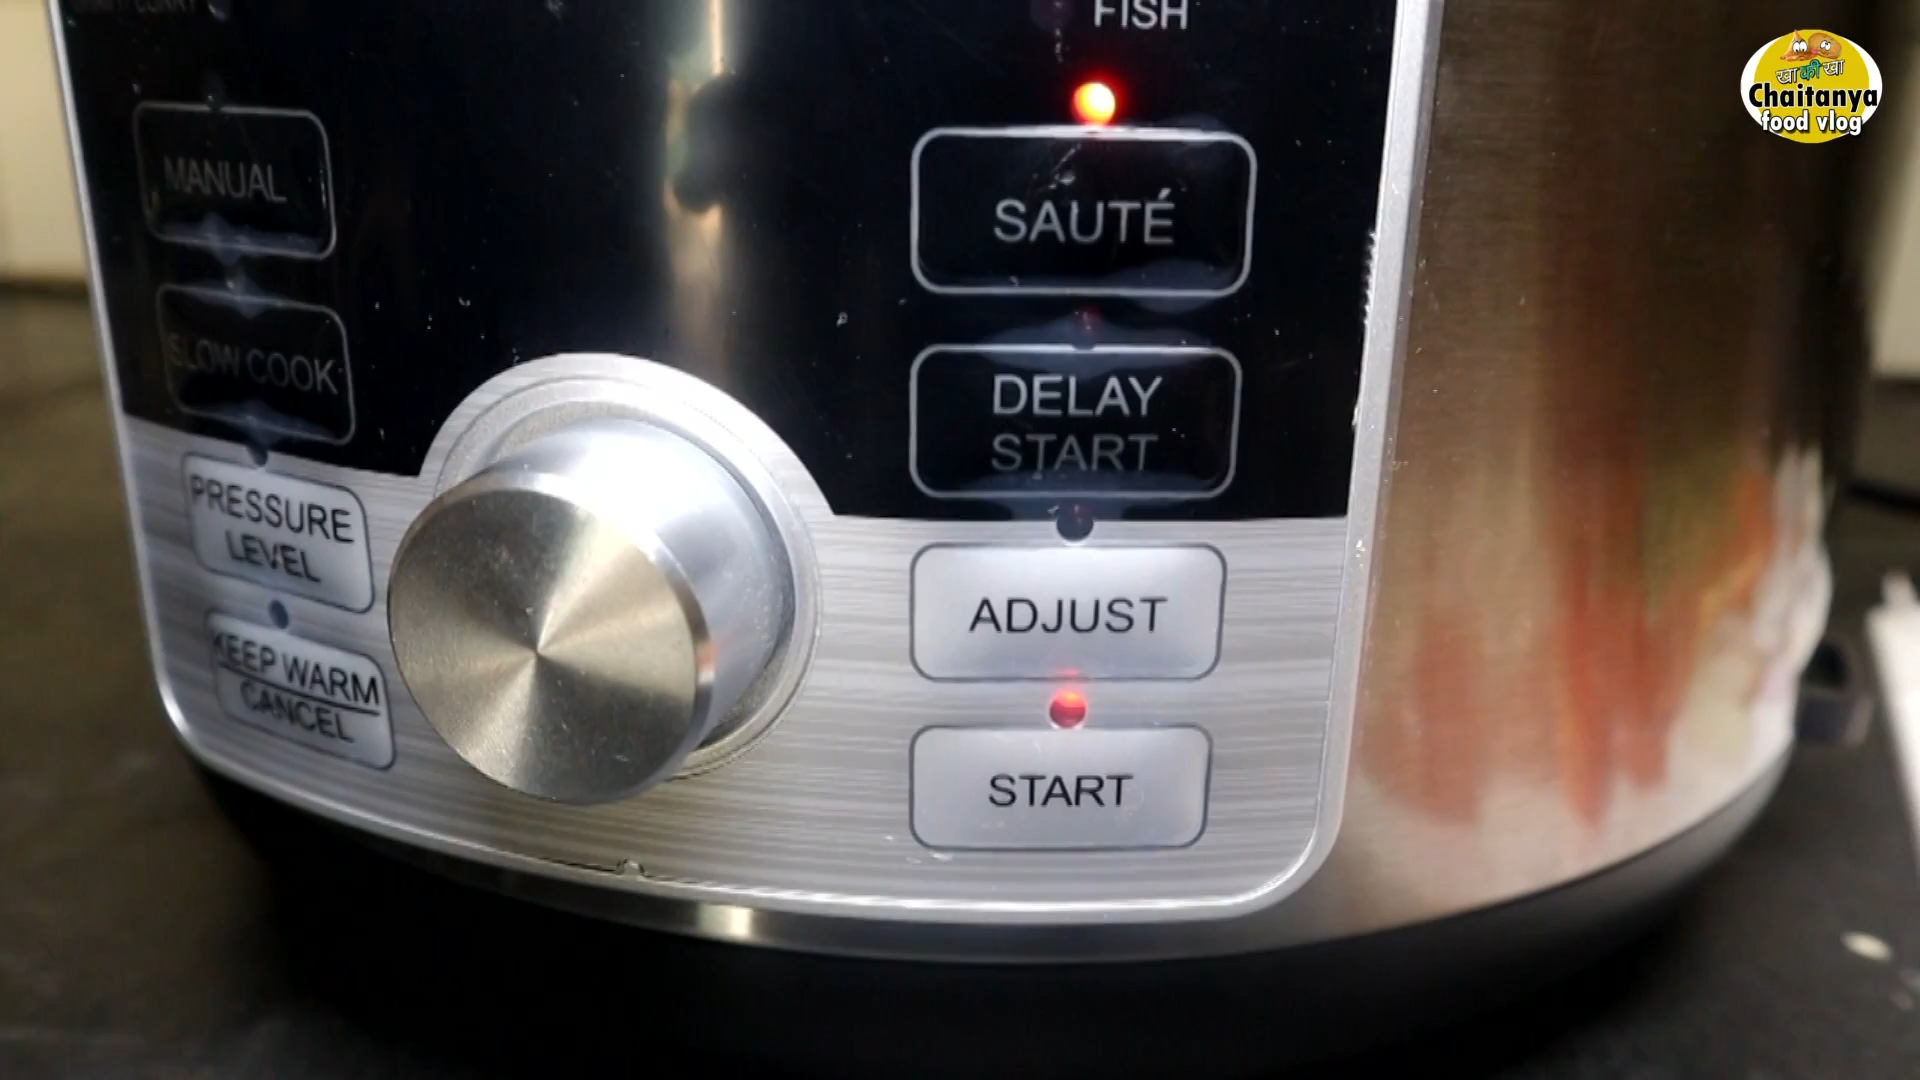 FISH
MANUAL
SAUTÉ
SLOW COOK
DELAY
START
PRESSURE
LEVEL
ADJUST
KEEP WARM
CANCEL
START
खा की खा
Chaitanya
food vlog